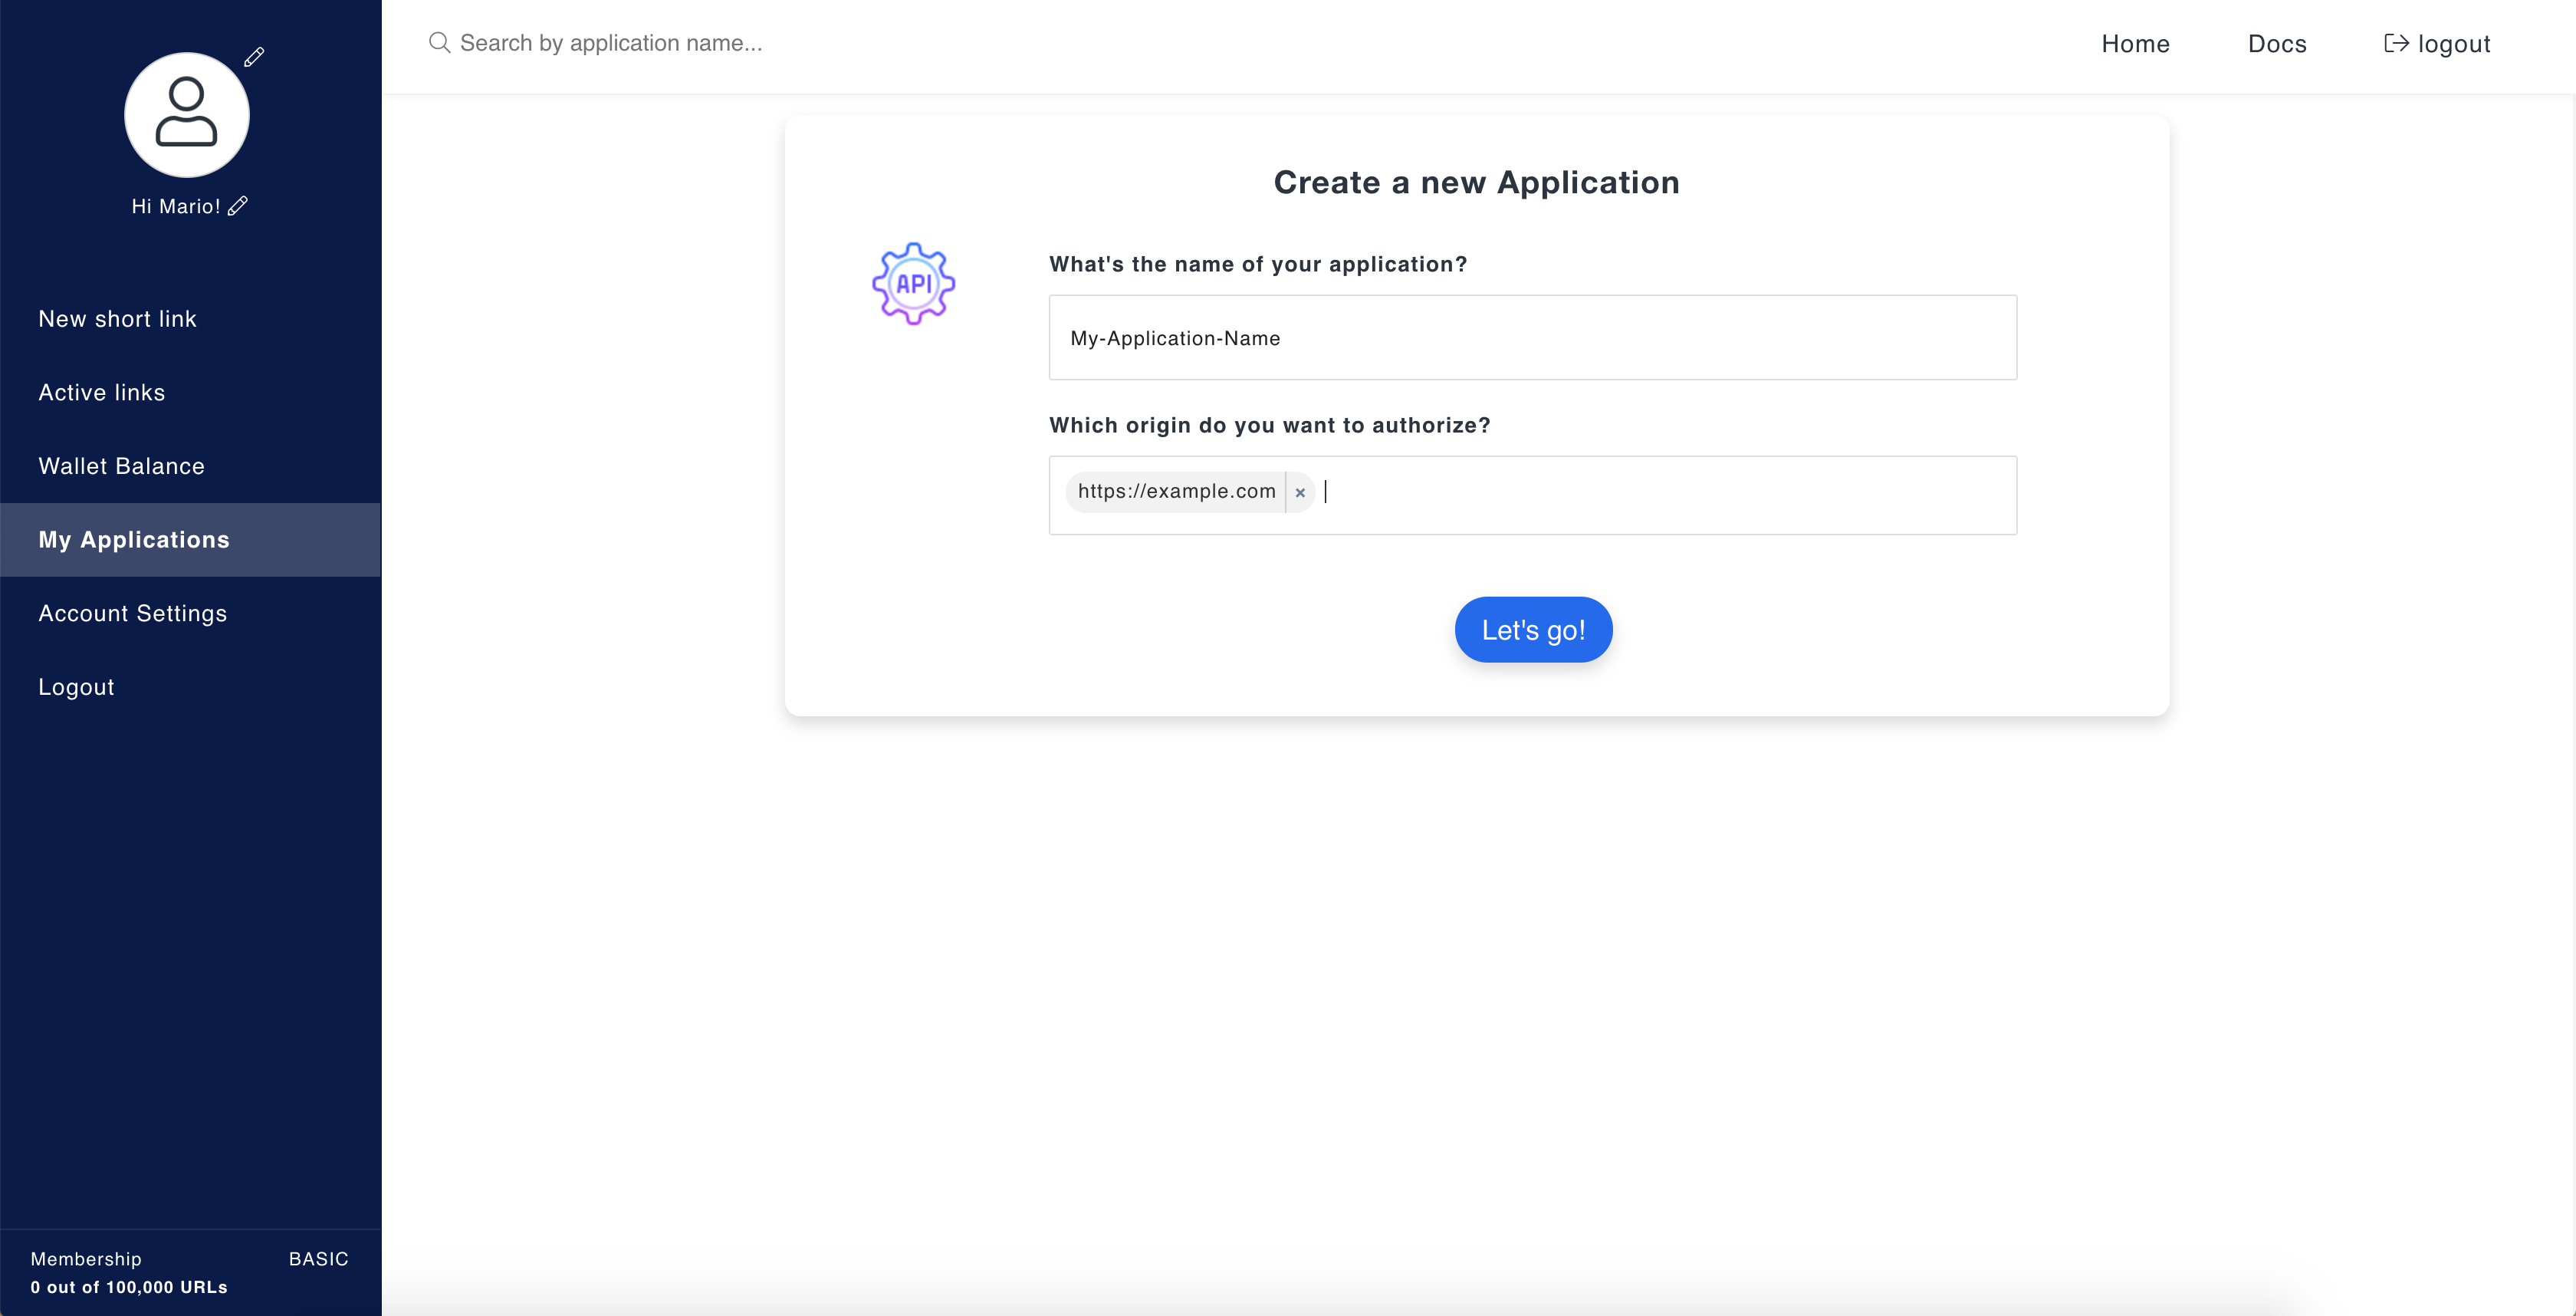 Hi Mario!
New short link
Active links
Wallet Balance
My Applications
Account Settings
Logout
Membership BASIC
0 out of 100,000 URLs
Search by application name...
Home Docs logout
Create a new Application
API
What's the name of your application?
My-Application-Name
Which origin do you want to authorize?
https://example.com ×
Let's go!